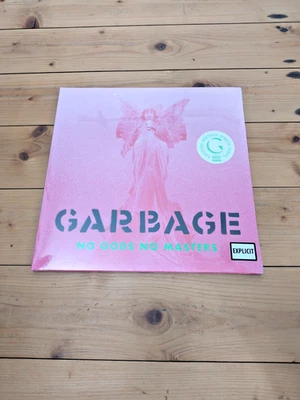 G
GARBAGE
NO GODS NO MASTERS
EXPLICIT